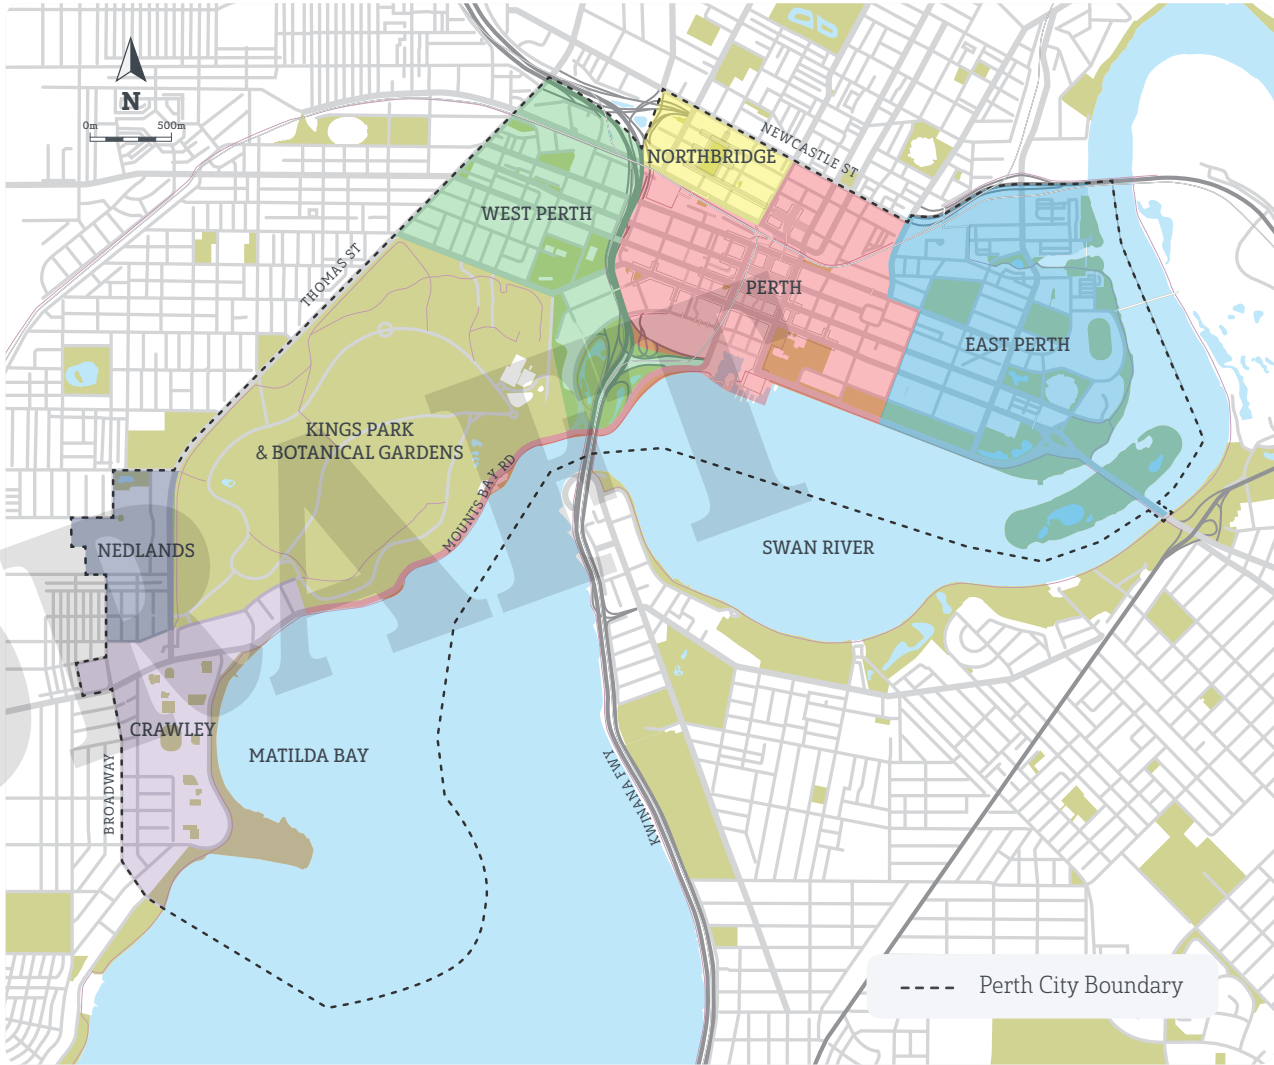 N
0m 500m
NEWCASTLE ST
NORTHBRIDGE
WEST PERTH
THOMAS ST
PERTH
EAST PERTH
KINGS PARK
& BOTANICAL GARDENS
MOUNTS BAY RD
SWAN RIVER
NEDLANDS
CRAWLEY
MATILDA BAY
BROADWAY
KWINANA FWY
Perth City Boundary
DRAFT